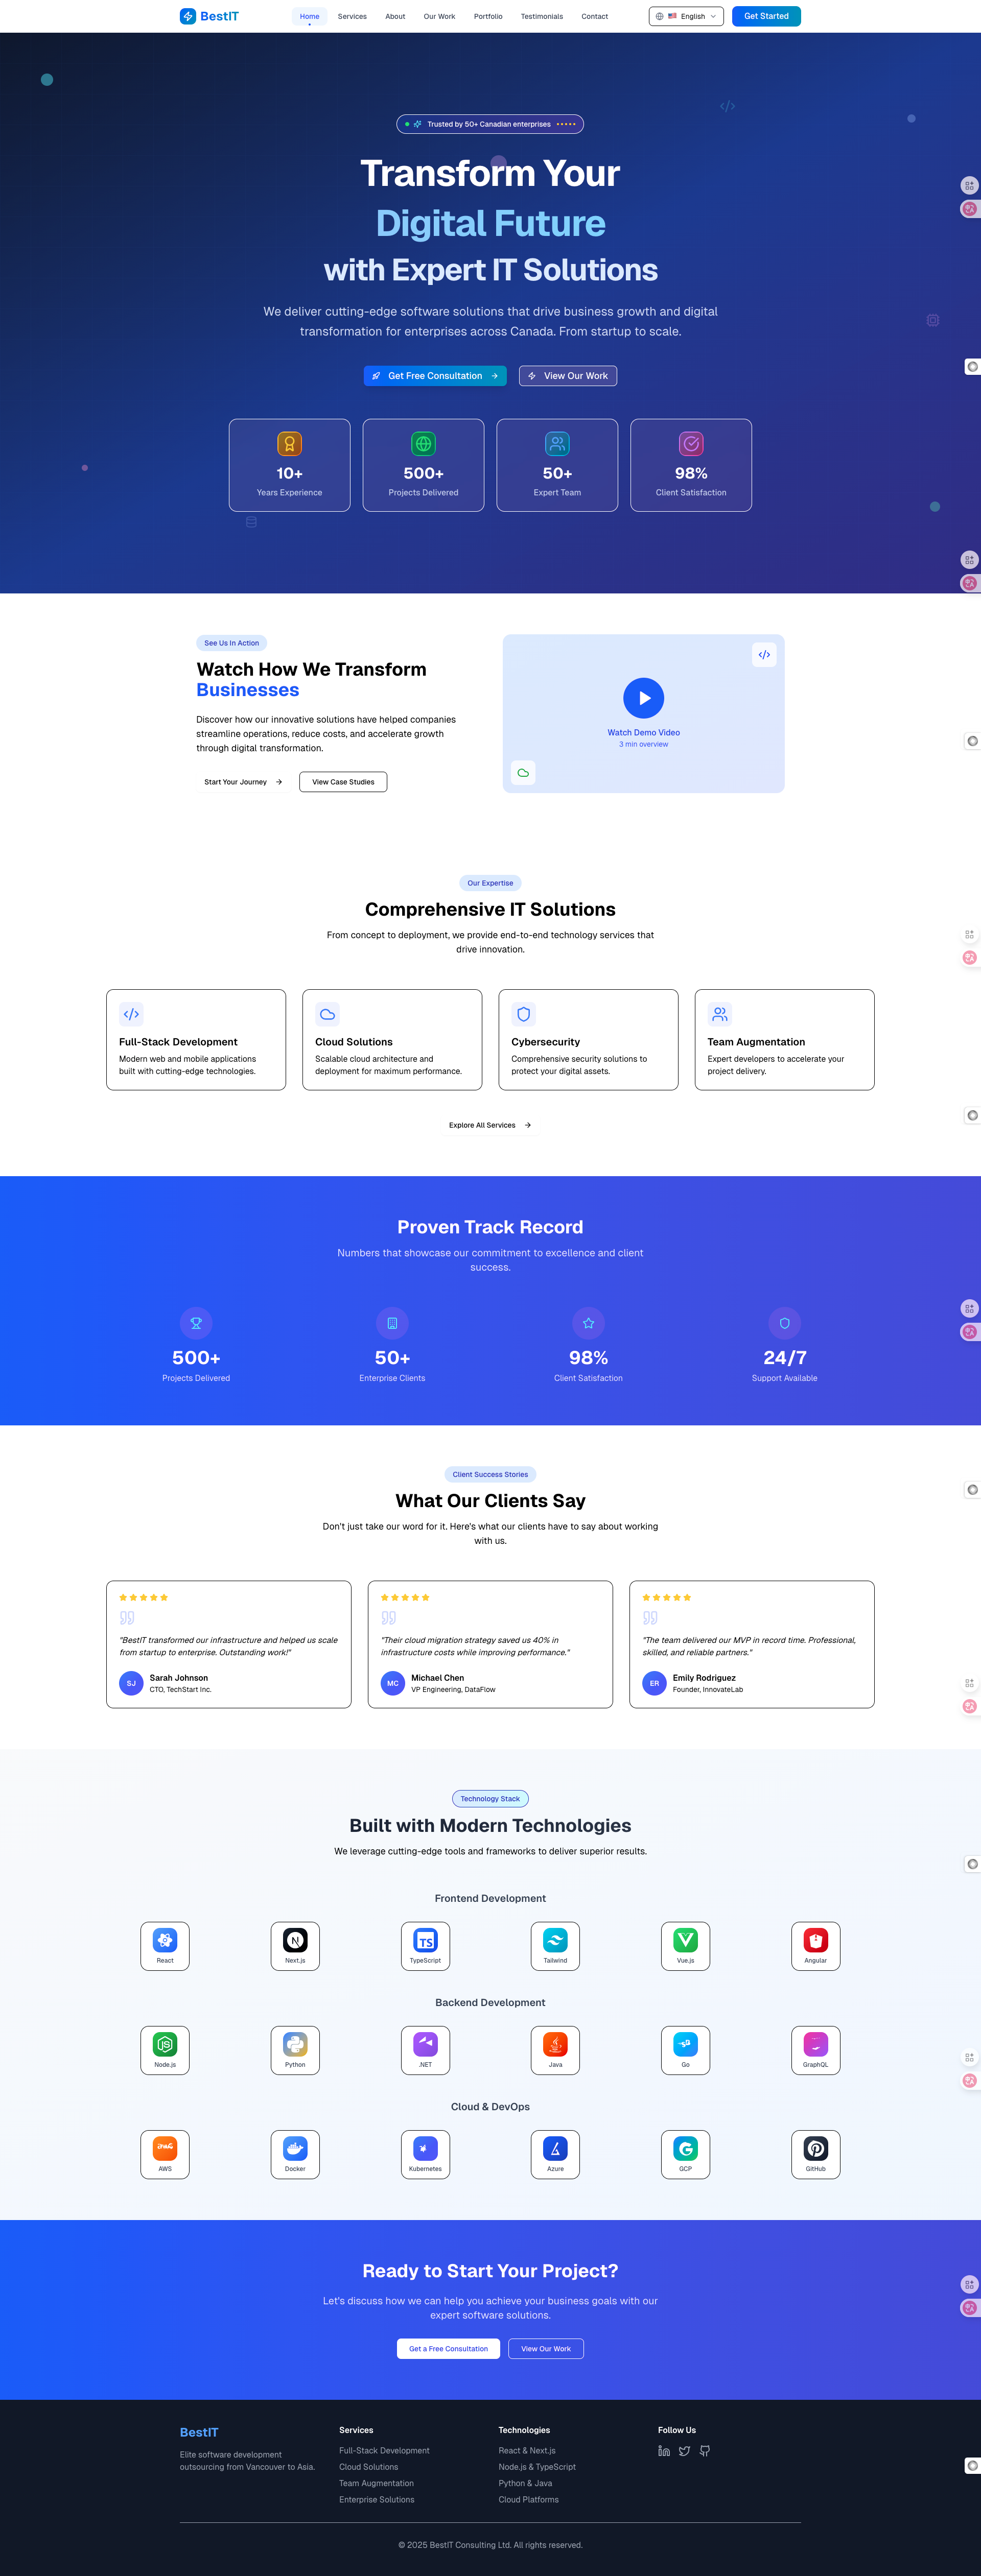 BestIT
Home Services About Our Work Portfolio Testimonials Contact
English
Get Started
Trusted by 50+ Canadian enterprises
Transform Your
Digital Future
with Expert IT Solutions
We deliver cutting-edge software solutions that drive business growth and digital
transformation for enterprises across Canada. From startup to scale.
Get Free Consultation
View Our Work
10+
Years Experience
500+
Projects Delivered
50+
Expert Team
98%
Client Satisfaction
See Us In Action
Watch How We Transform
Businesses
Discover how our innovative solutions have helped companies
streamline operations, reduce costs, and accelerate growth
through digital transformation.
Start Your Journey
View Case Studies
Watch Demo Video
3 min overview
Our Expertise
Comprehensive IT Solutions
From concept to deployment, we provide end-to-end technology services that
drive innovation.
Full-Stack Development
Modern web and mobile applications
built with cutting-edge technologies.
Cloud Solutions
Scalable cloud architecture and
deployment for maximum performance.
Cybersecurity
Comprehensive security solutions to
protect your digital assets.
Team Augmentation
Expert developers to accelerate your
project delivery.
Explore All Services
Proven Track Record
Numbers that showcase our commitment to excellence and client
success.
500+
Projects Delivered
50+
Enterprise Clients
98%
Client Satisfaction
24/7
Support Available
Client Success Stories
What Our Clients Say
Don't just take our word for it. Here's what our clients have to say about working
with us.
"BestIT transformed our infrastructure and helped us scale
from startup to enterprise. Outstanding work!"
SJ
Sarah Johnson
CTO, TechStart Inc.
"Their cloud migration strategy saved us 40% in
infrastructure costs while improving performance."
MC
Michael Chen
VP Engineering, DataFlow
"The team delivered our MVP in record time. Professional,
skilled, and reliable partners."
ER
Emily Rodriguez
Founder, InnovateLab
Technology Stack
Built with Modern Technologies
We leverage cutting-edge tools and frameworks to deliver superior results.
Frontend Development
React
Next.js
TS
TypeScript
Tailwind
Vue.js
Angular
Backend Development
Node.js
Python
.NET
Java
Go
GraphQL
Cloud & DevOps
AWS
Docker
Kubernetes
Azure
GCP
GitHub
Ready to Start Your Project?
Let's discuss how we can help you achieve your business goals with our
expert software solutions.
Get a Free Consultation
View Our Work
BestIT
Elite software development
outsourcing from Vancouver to Asia.
Services
Full-Stack Development
Cloud Solutions
Team Augmentation
Enterprise Solutions
Technologies
React & Next.js
Node.js & TypeScript
Python & Java
Cloud Platforms
Follow Us
© 2025 BestIT Consulting Ltd. All rights reserved.